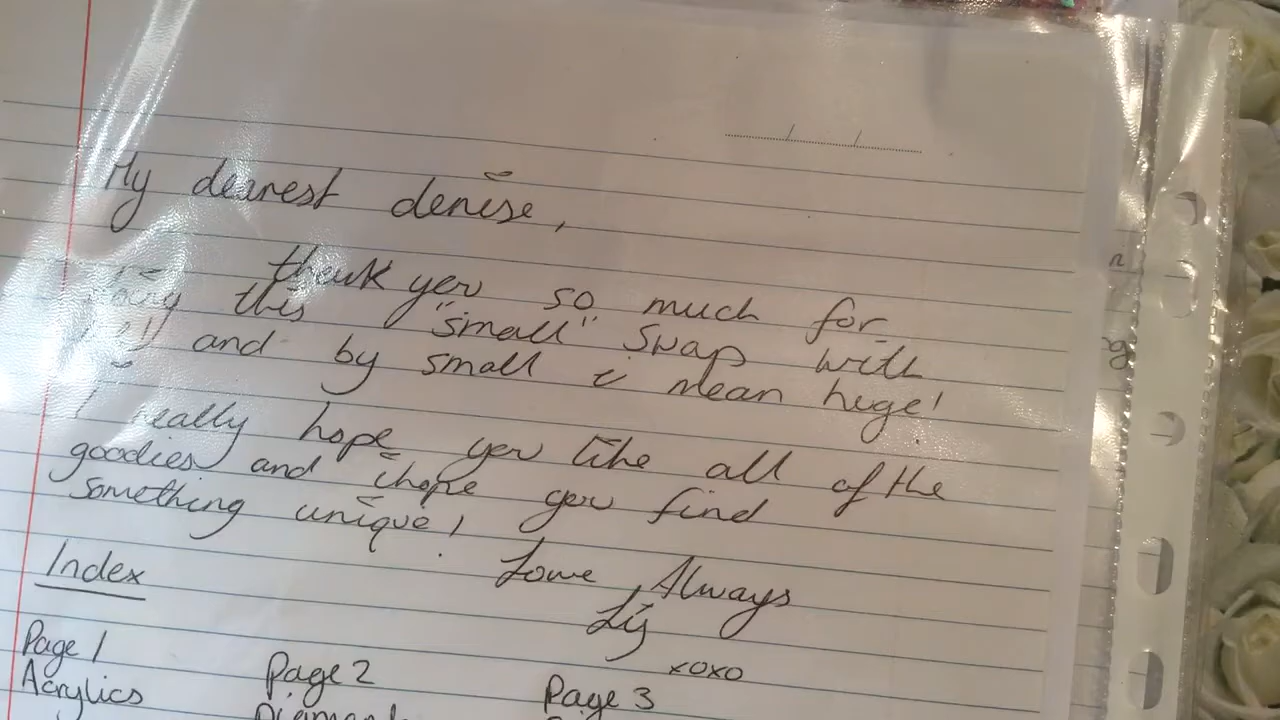 My dearest denise,
thank you so much for
doing this "small" swap with
and by small i mean huge!
I really hope you like all of the
goodies and i hope you find
something unique!
Love Always
Liz
xoxo
Index
Page 1 Page 2 Page 3
Acrylics